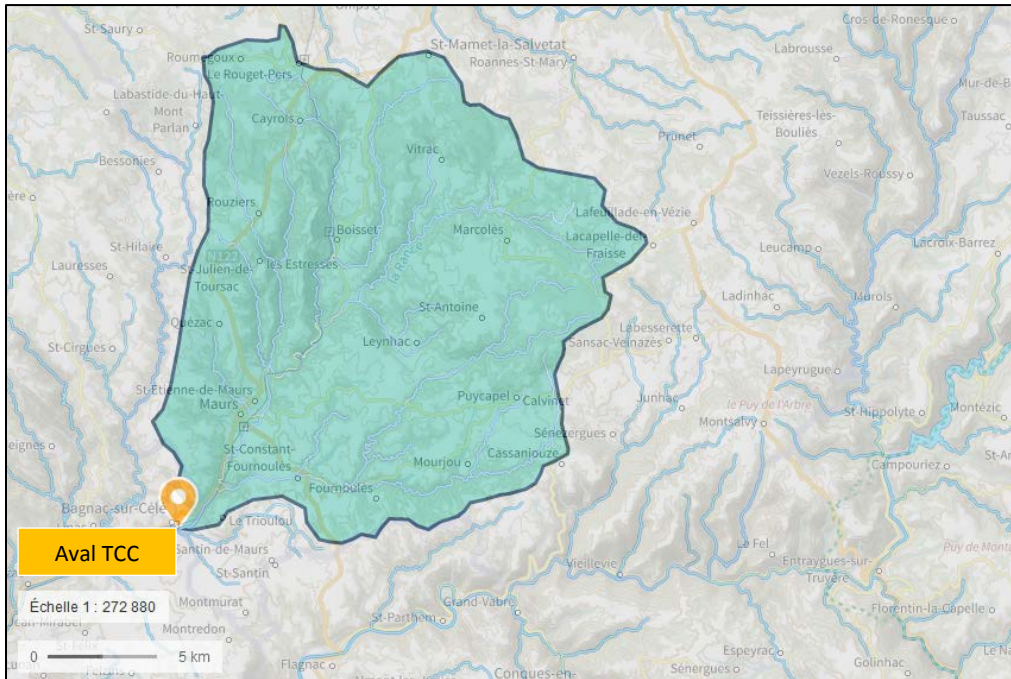 St-Saury
Cros-de-Ronesque
St-Mamet-la-Salvetat
Labrousse
Roumégoux
Roannes-St-Mary
Le Rouget-Pers
Labastide-du-Haut-
Mont
Cayrols
Teissières-lès-
Bouliès
Taussac
Parlan
Prunet
Vitrac
Bessonies
Vezels-Roussy
Rouziers
Lafeuillade-en-Vézie
Marcolès
Boisset
Lacapelle-del-
Fraisse
St-Hilaire
la Rance
Leucamp
Lacroix-Barrez
N122
les Estresses
Lauresses
St-Julien-de-
Toursac
Ladinhac
Murols
St-Antoine
Quézac
Labesserette
Leynhac
Sansac-Veinazès
St-Cirgues
Lapeyrugue
St-Etienne-de-Maurs
Puycapel
Calvinet
Junhac
Maurs
le Puy de l'Arbre
St-Hippolyte
Montézic
Montsalvy
Sénezergues
St-Constant-
Fournoulès
Mourjou
Cassaniouze
Campouriez
Fournoulès
Bagnac-sur-Célé
Le Trioulou
Aval TCC
Santin-de-Maurs
Le Fel
St-Santin
Vieillevie
Entraygues-sur-
Truyère
Échelle 1 : 272 880
Montmurat
Grand-Vabre
Florentin-la-Capelle
St-Parthem
Montredon
0 5 km
Espeyrac
Flagnac
Golinhac
Conques-en-
Sénergues